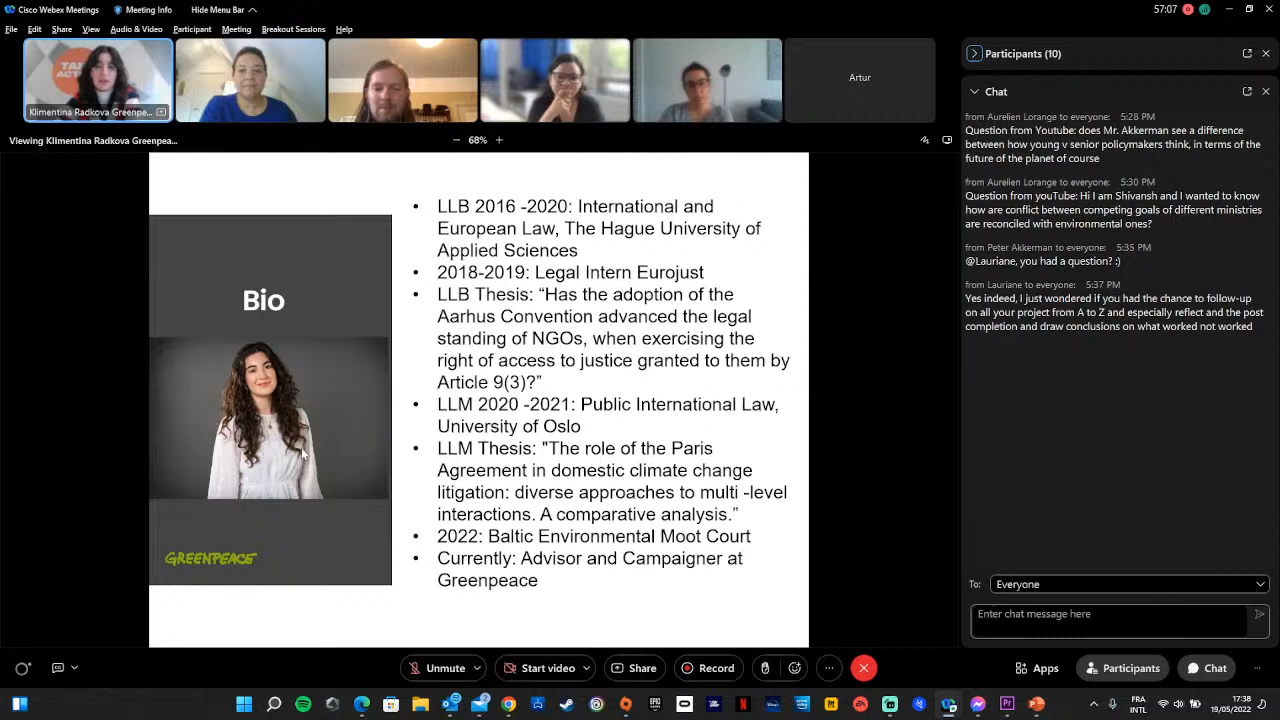 Cisco Webex Meetings
Meeting Info
Hide Menu Bar
57:07
File Edit Share View Audio & Video Participant Meeting Breakout Sessions Help
TAK
ACTI
Klimentina Radkova Greenpe...
Artur
Participants (10)
Chat
Viewing Klimentina Radkova Greenpea...
68%
Bio
GREENPEACE
• LLB 2016 -2020: International and
European Law, The Hague University of
Applied Sciences
• 2018-2019: Legal Intern Eurojust
• LLB Thesis: “Has the adoption of the
Aarhus Convention advanced the legal
standing of NGOs, when exercising the
right of access to justice granted to them by
Article 9(3)?”
• LLM 2020 -2021: Public International Law,
University of Oslo
• LLM Thesis: "The role of the Paris
Agreement in domestic climate change
litigation: diverse approaches to multi -level
interactions. A comparative analysis.”
• 2022: Baltic Environmental Moot Court
• Currently: Advisor and Campaigner at
Greenpeace
from Aurelien Lorange to everyone: 5:28 PM
Question from Youtube: does Mr. Akkerman see a difference
between how young v senior policymakers think, in terms of the
future of the planet of course
from Aurelien Lorange to everyone: 5:30 PM
Question from youTube: Hi I am Shivansh and I wanted to know
how are conflict between competing goals of different ministries
are reconciled with environmental ones?
from Peter Akkerman to everyone: 5:35 PM
@Lauriane, you had a question? :)
from Lauriane to everyone: 5:37 PM
Yes indeed, I just wondered if you lead the complete follow-up
on all your project from A to Z and especially reflect and the post
completion and draw conclusions on what worked not worked
To: Everyone
Enter chat message here
Unmute
Start video
Share
Record
Apps
Participants
Chat
FRA
INTL
17:38
19/05/2022